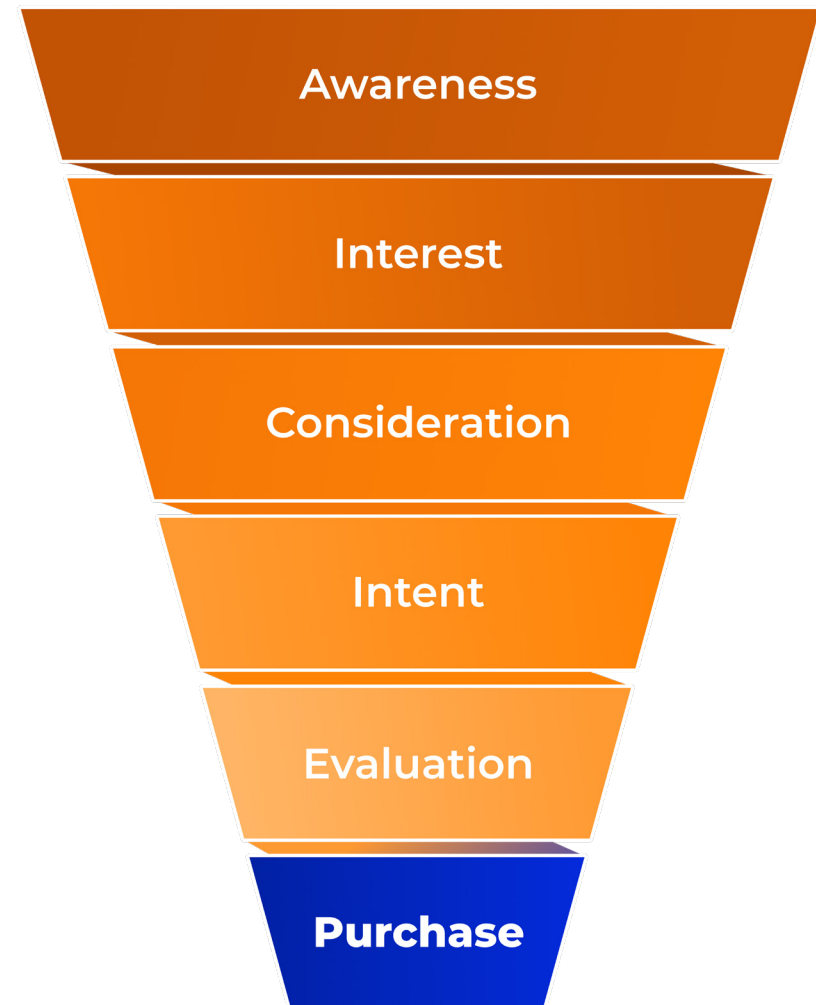 Awareness
Interest
Consideration
Intent
Evaluation
Purchase